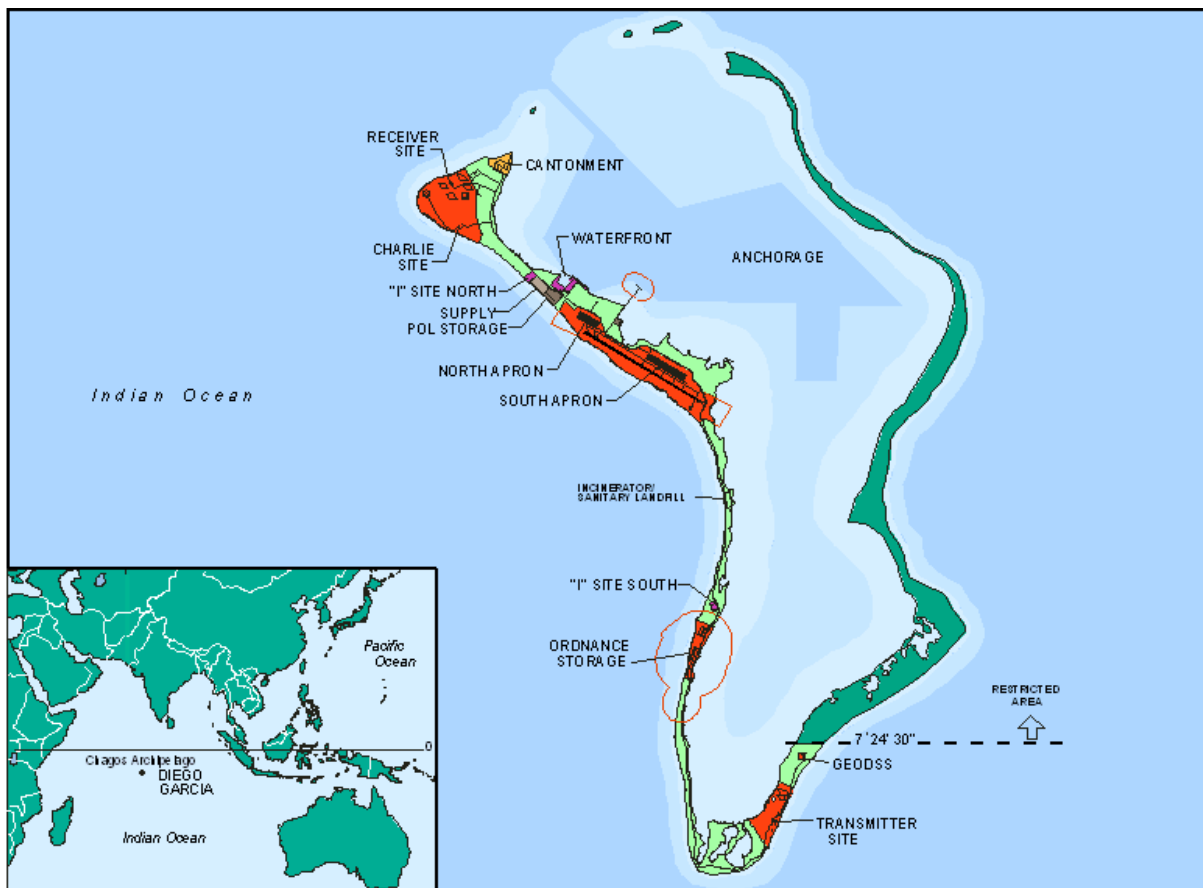 RECEIVER
SITE
CANTONMENT
CHARLIE
SITE
WATERFRONT
ANCHORAGE
"I" SITE NORTH
SUPPLY
POL STORAGE
NORTH APRON
SOUTH APRON
Indian Ocean
INCINERATOR/
SANITARY LANDFILL
"I" SITE SOUTH
ORDNANCE
STORAGE
RESTRICTED
AREA
7° 24' 30"
GEODSS
TRANSMITTER
SITE
Pacific
Ocean
0
Chagos Archipelago
DIEGO
GARCIA
Indian Ocean